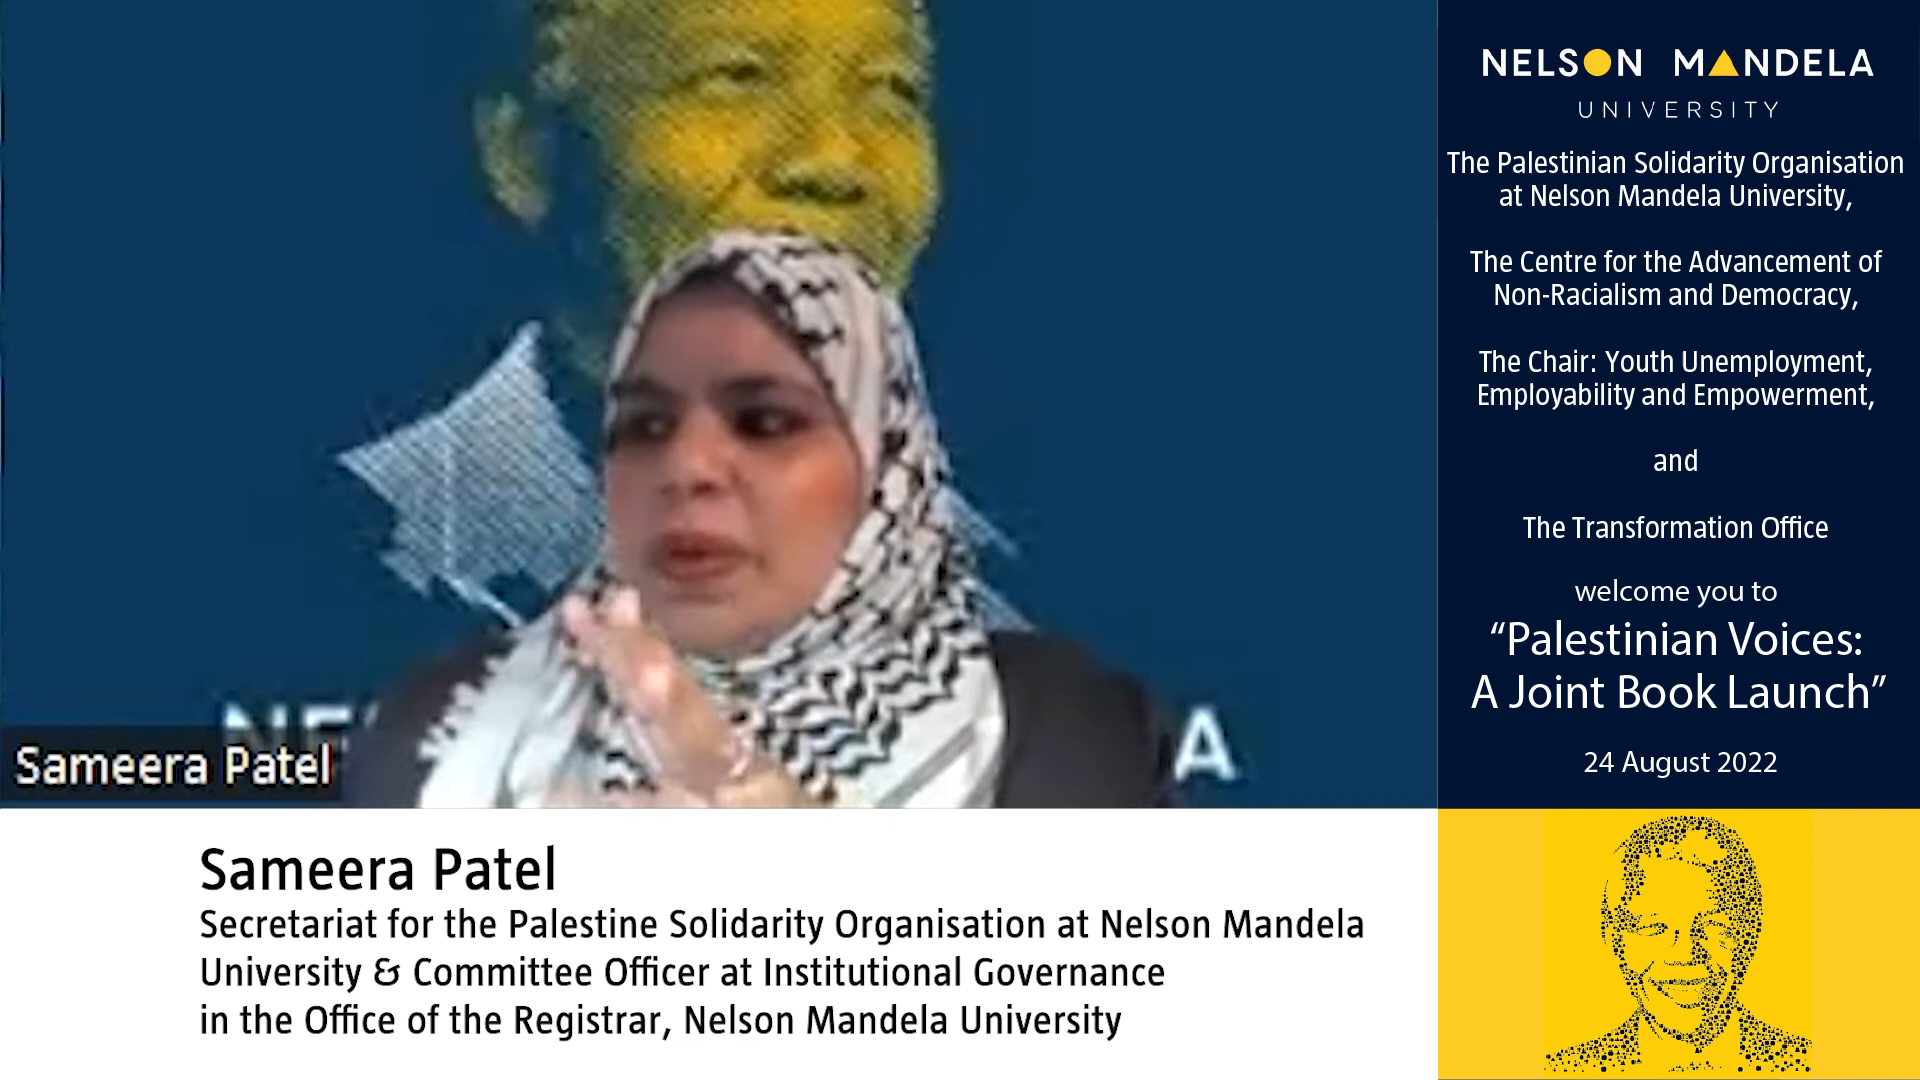 NELSON MANDELA
UNIVERSITY
The Palestinian Solidarity Organisation
at Nelson Mandela University,
The Centre for the Advancement of
Non-Racialism and Democracy,
The Chair: Youth Unemployment,
Employability and Empowerment,
and
The Transformation Office
welcome you to
“Palestinian Voices:
A Joint Book Launch”
24 August 2022
NE
A
Sameera Patel
Sameera Patel
Secretariat for the Palestine Solidarity Organisation at Nelson Mandela
University & Committee Officer at Institutional Governance
in the Office of the Registrar, Nelson Mandela University